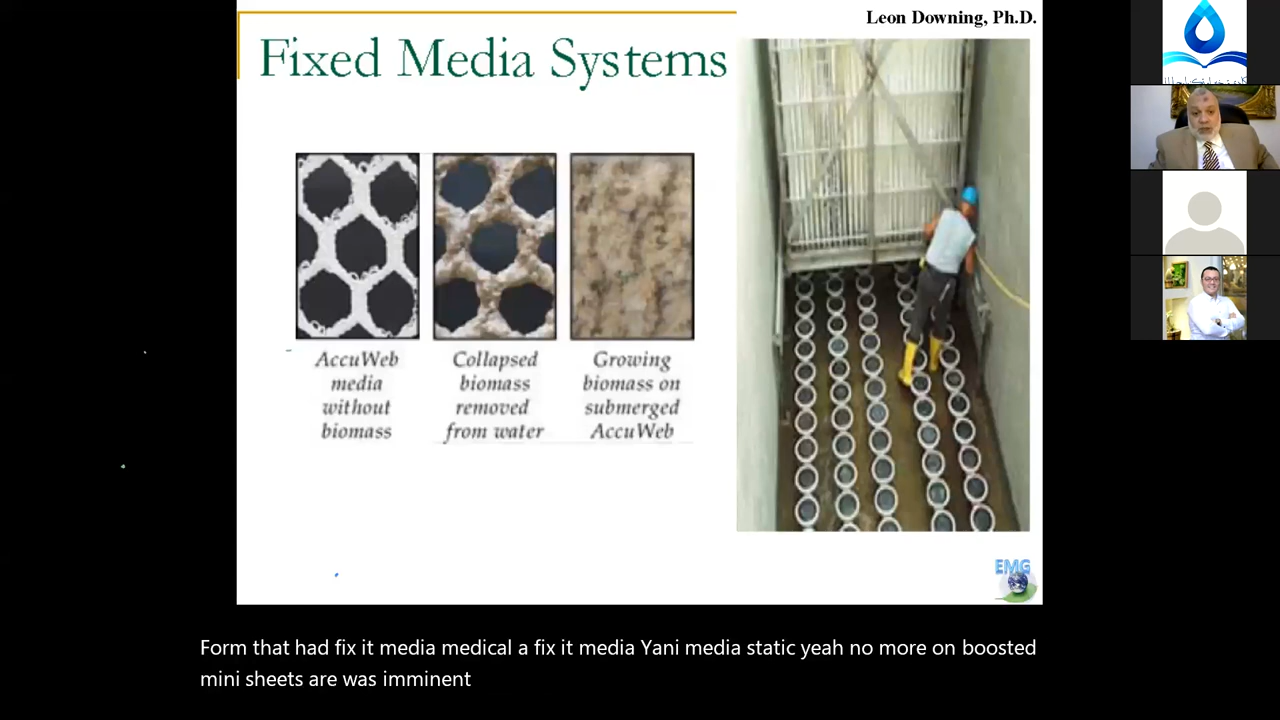 Leon Downing, Ph.D.
Fixed Media Systems
AccuWeb
media
without
biomass
Collapsed
biomass
removed
from water
Growing
biomass on
submerged
AccuWeb
EMG
Form that had fix it media medical a fix it media Yani media static yeah no more on boosted
mini sheets are was imminent